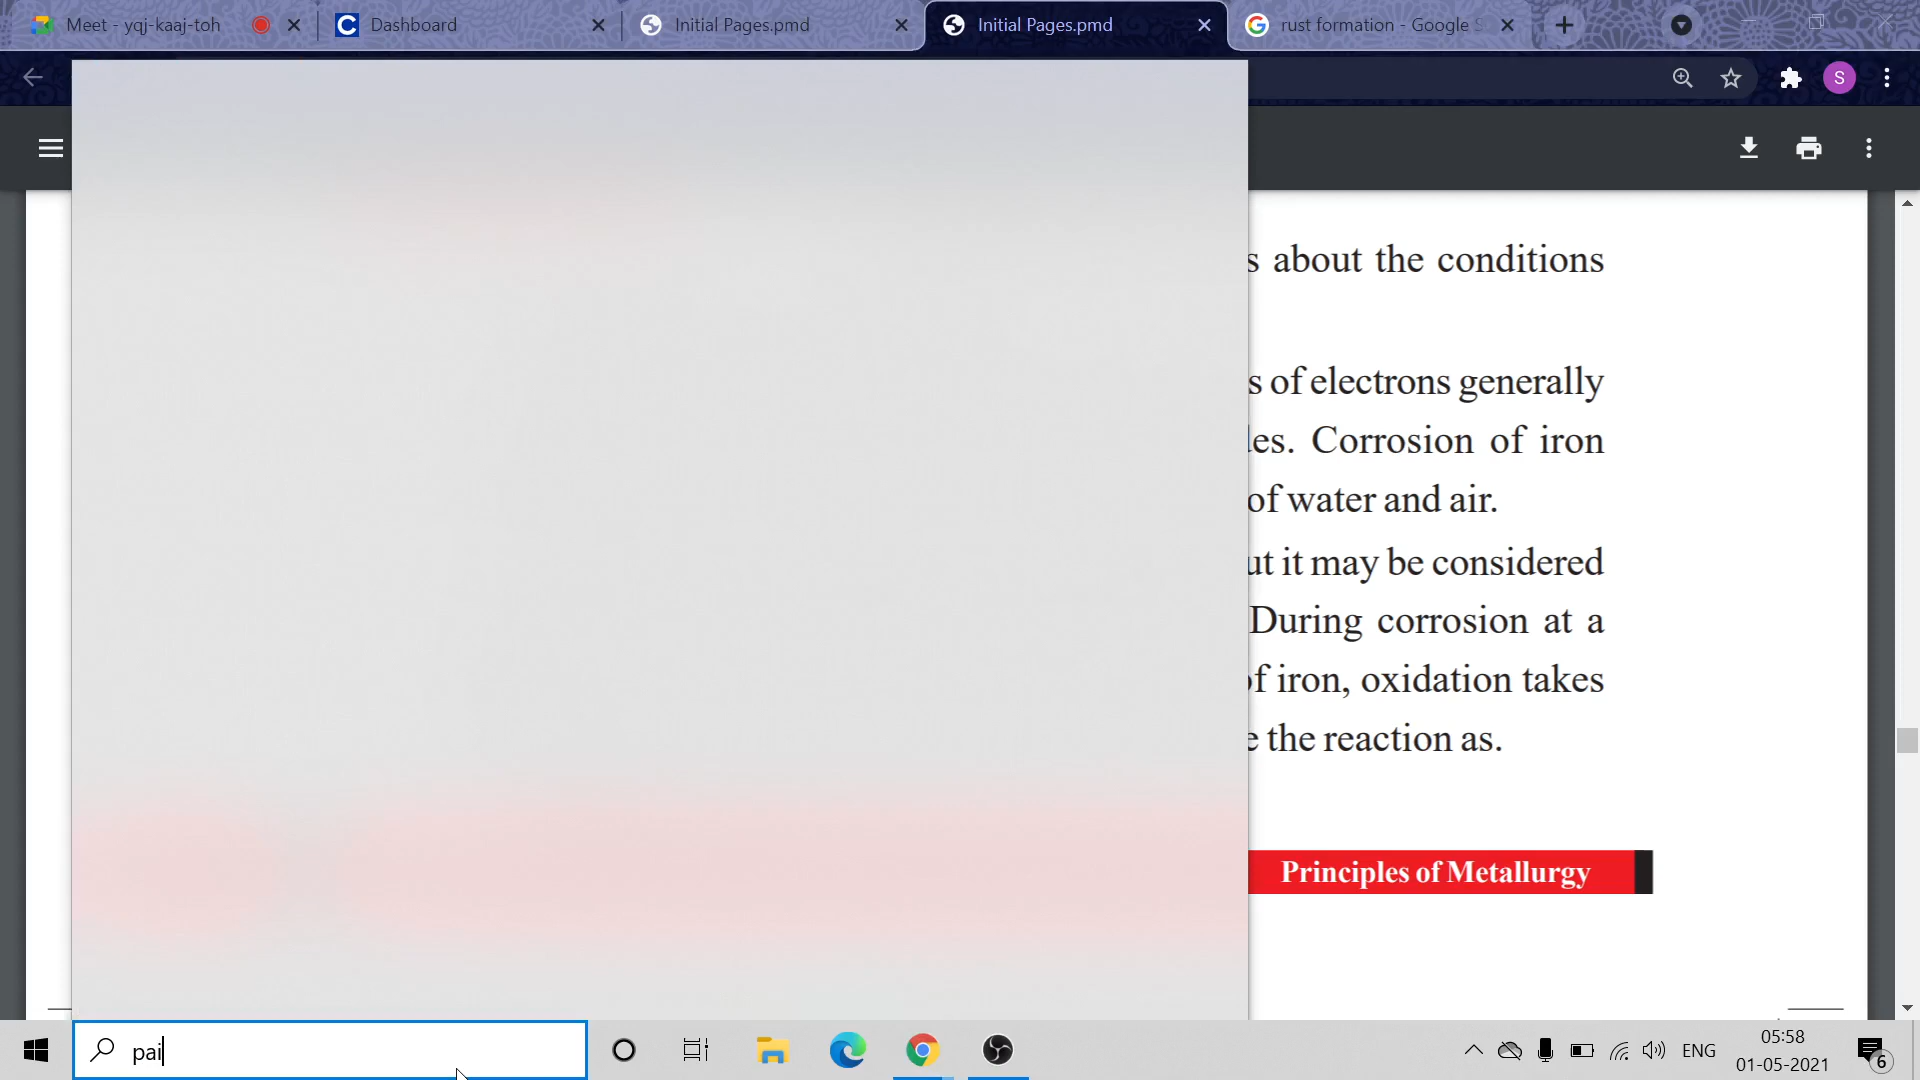 Meet - yqj-kaaj-toh
Dashboard
Initial Pages.pmd
Initial Pages.pmd
rust formation - Google S
S
s about the conditions
s of electrons generally
les. Corrosion of iron
of water and air.
ut it may be considered
During corrosion at a
of iron, oxidation takes
e the reaction as.
Principles of Metallurgy
pai
ENG
05:58
01-05-2021
6